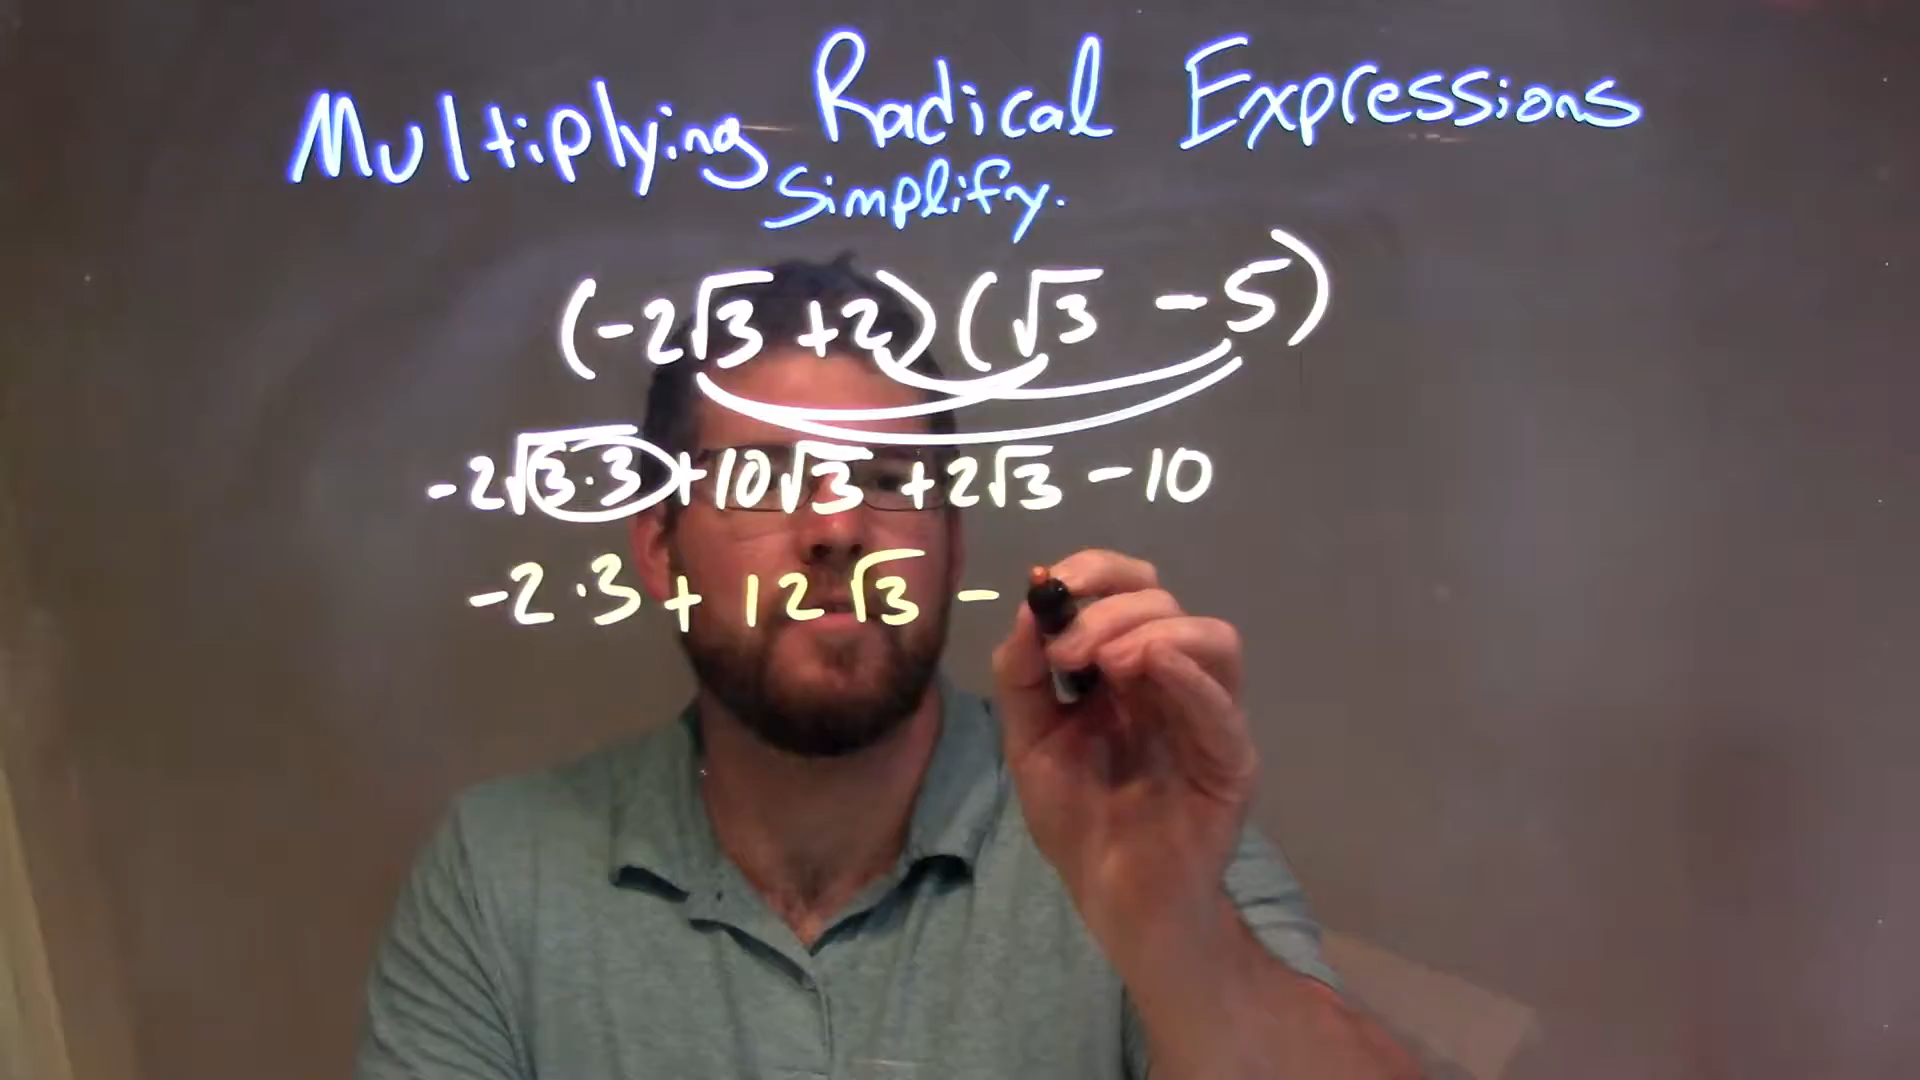 Multiplying Radical Expressions
Simplify.
(-2√3 +2)(√3 - 5)
-2√3·3 +10√3 +2√3 -10
-2·3 + 12√3 -